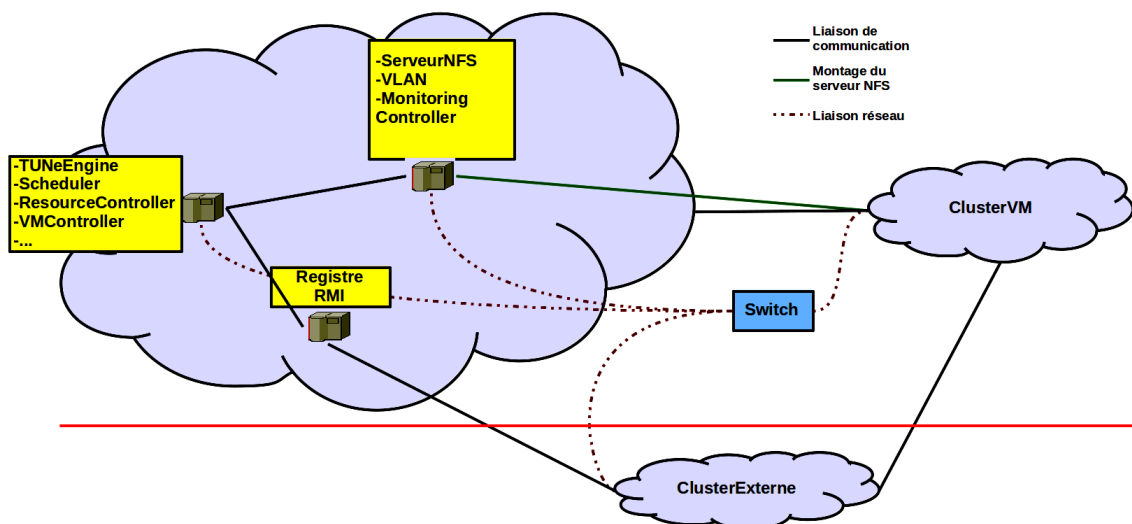 -ServeurNFS
-VLAN
-Monitoring
Controller
Liaison de
communication
Montage du
serveur NFS
Liaison réseau
-TUNeEngine
-Scheduler
-ResourceController
-VMController
-...
ClusterVM
Registre
RMI
Switch
ClusterExterne